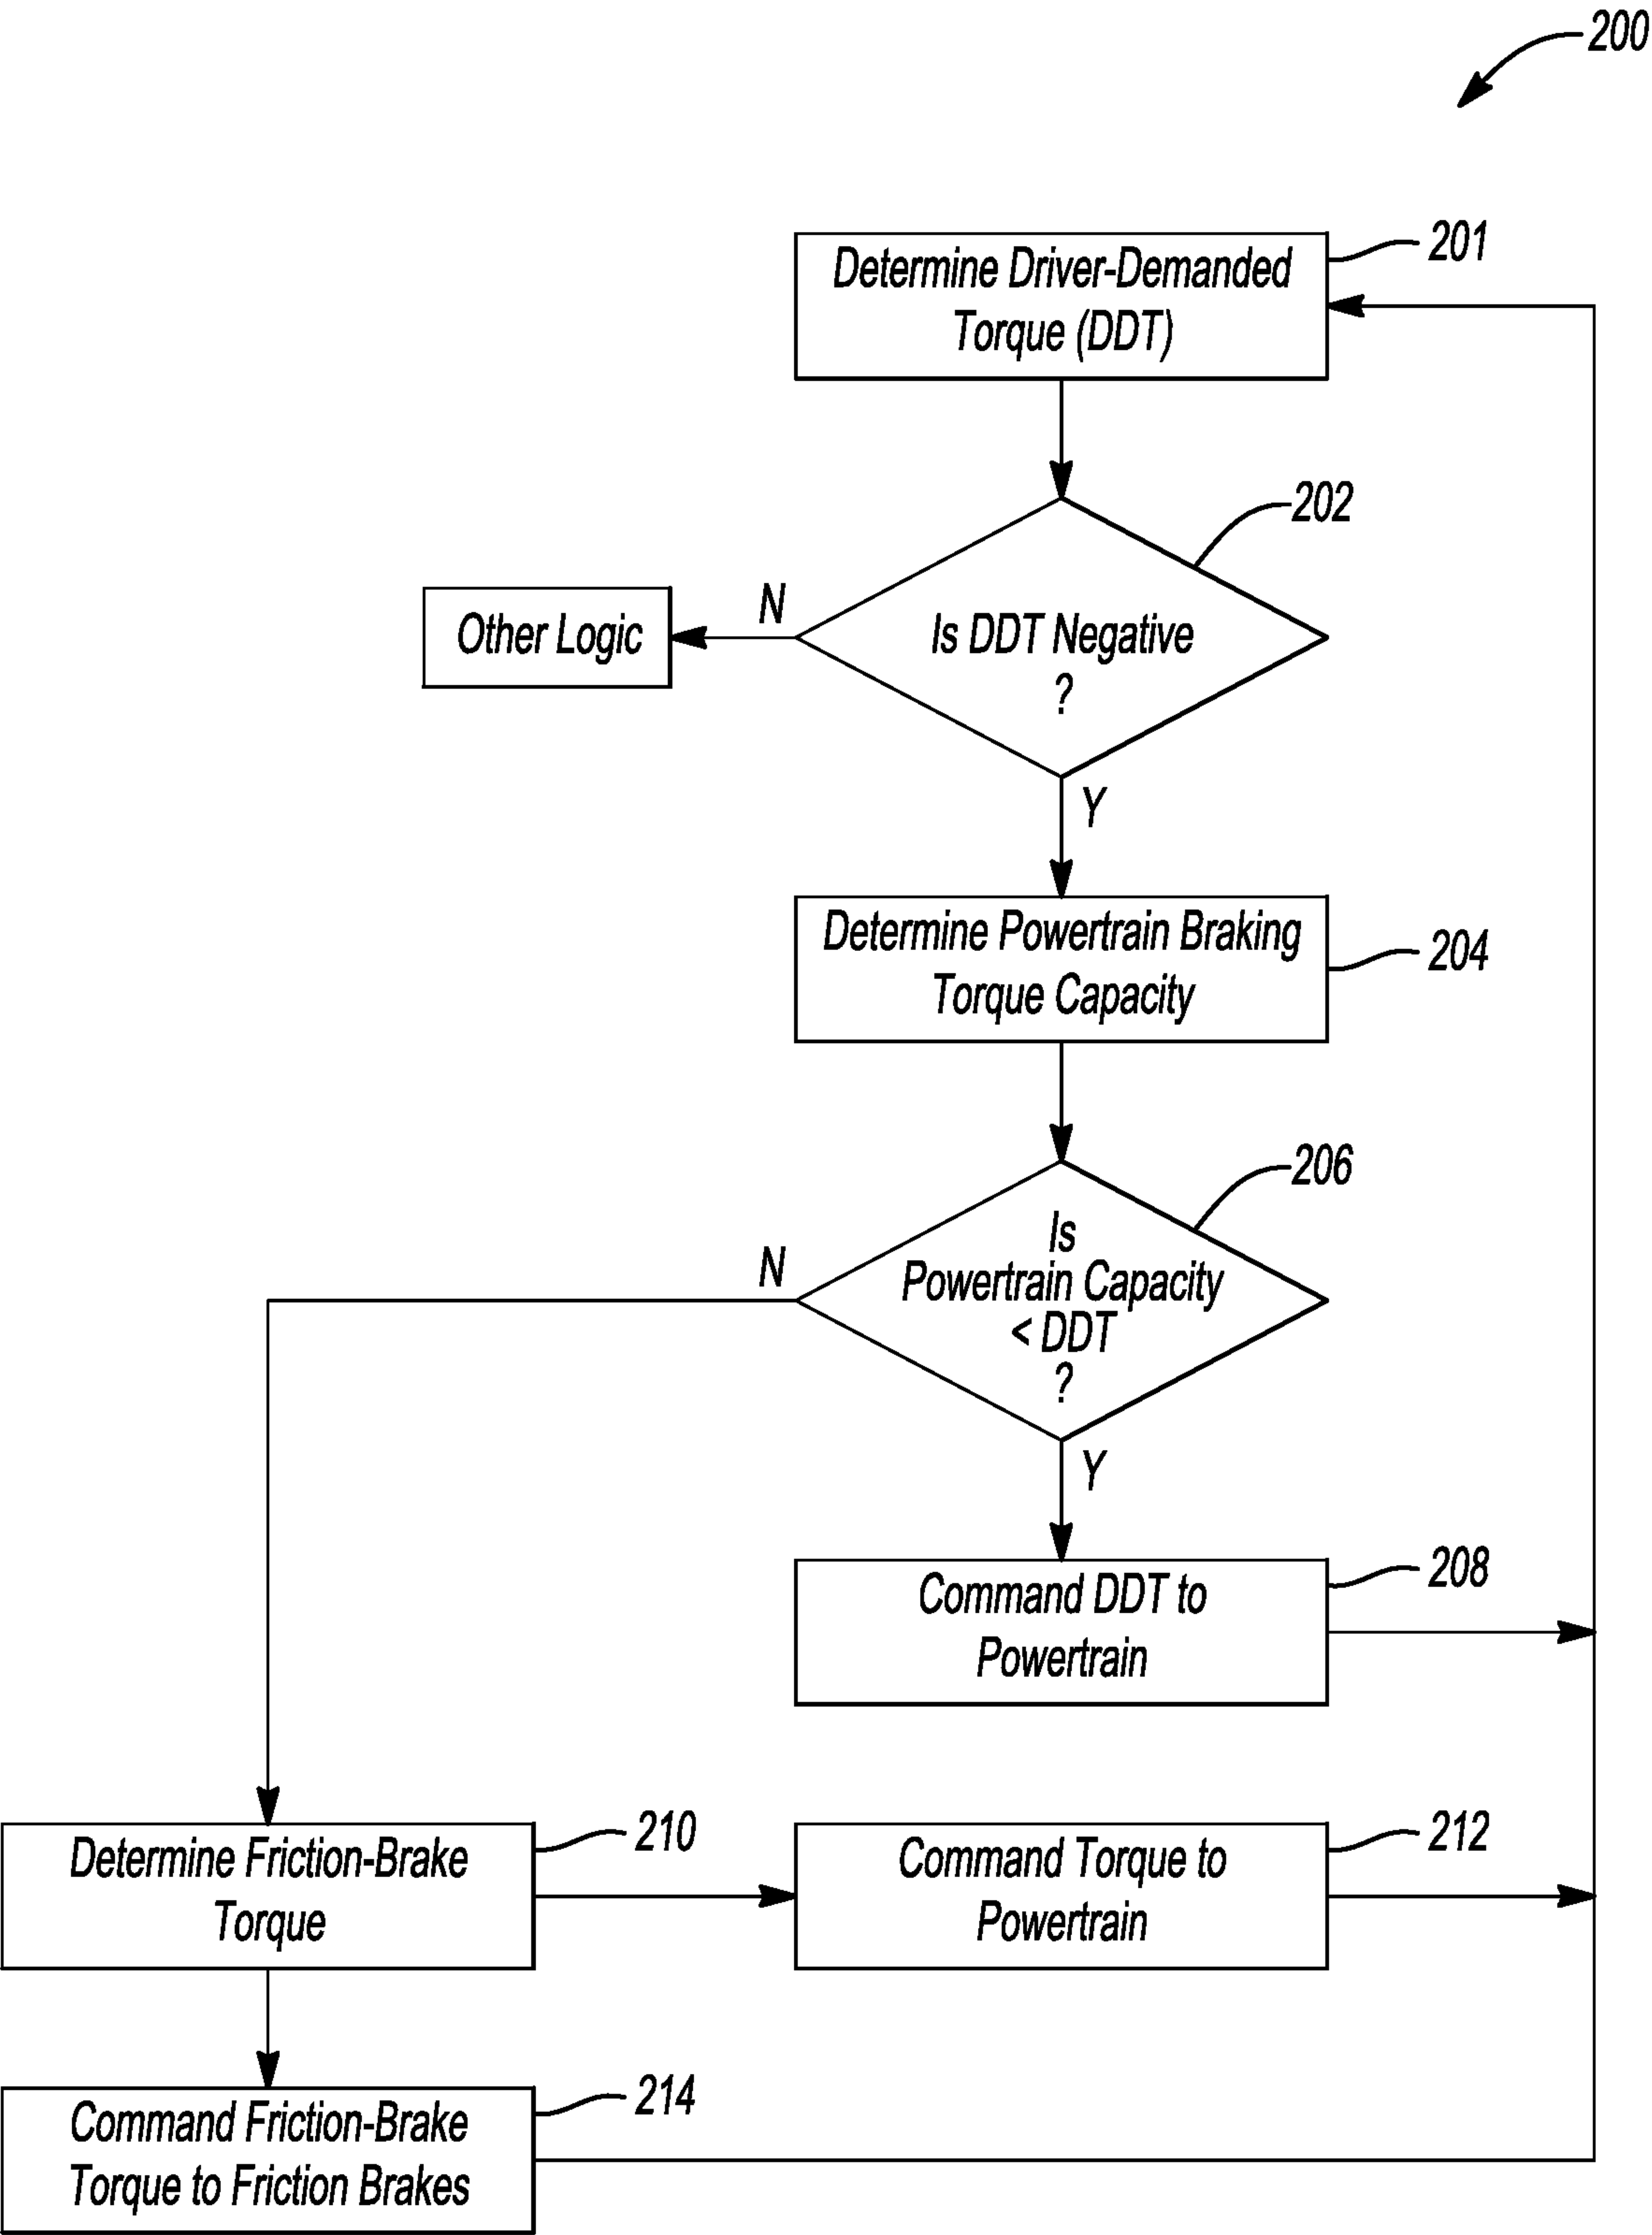 200
Determine Driver-Demanded
Torque (DDT)
201
202
Is DDT Negative
?
N
Other Logic
Y
Determine Powertrain Braking
Torque Capacity
204
206
Is
Powertrain Capacity
< DDT
?
N
Y
Command DDT to
Powertrain
208
Determine Friction-Brake
Torque
210
Command Torque to
Powertrain
212
Command Friction-Brake
Torque to Friction Brakes
214